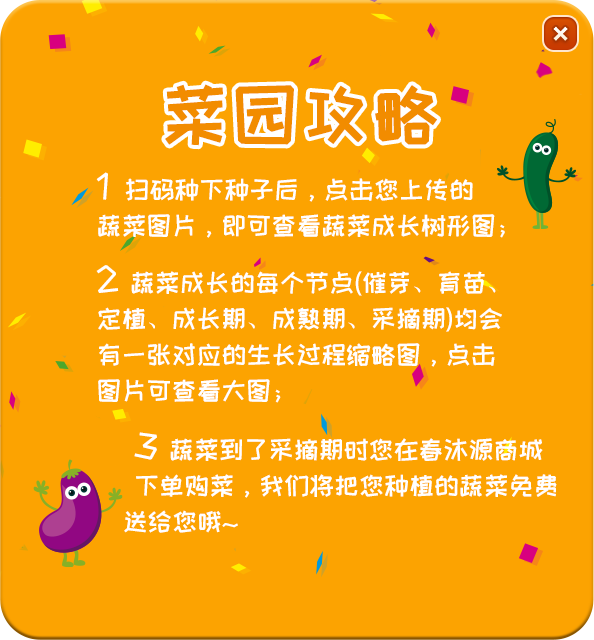 菜园攻略
1 扫码种下种子后，点击您上传的
蔬菜图片，即可查看蔬菜成长树形图；
2 蔬菜成长的每个节点(催芽、育苗、
定植、成长期、成熟期、采摘期)均会
有一张对应的生长过程缩略图，点击
图片可查看大图；
3 蔬菜到了采摘期时您在春沐源商城
下单购菜，我们将把您种植的蔬菜免费
送给您哦~